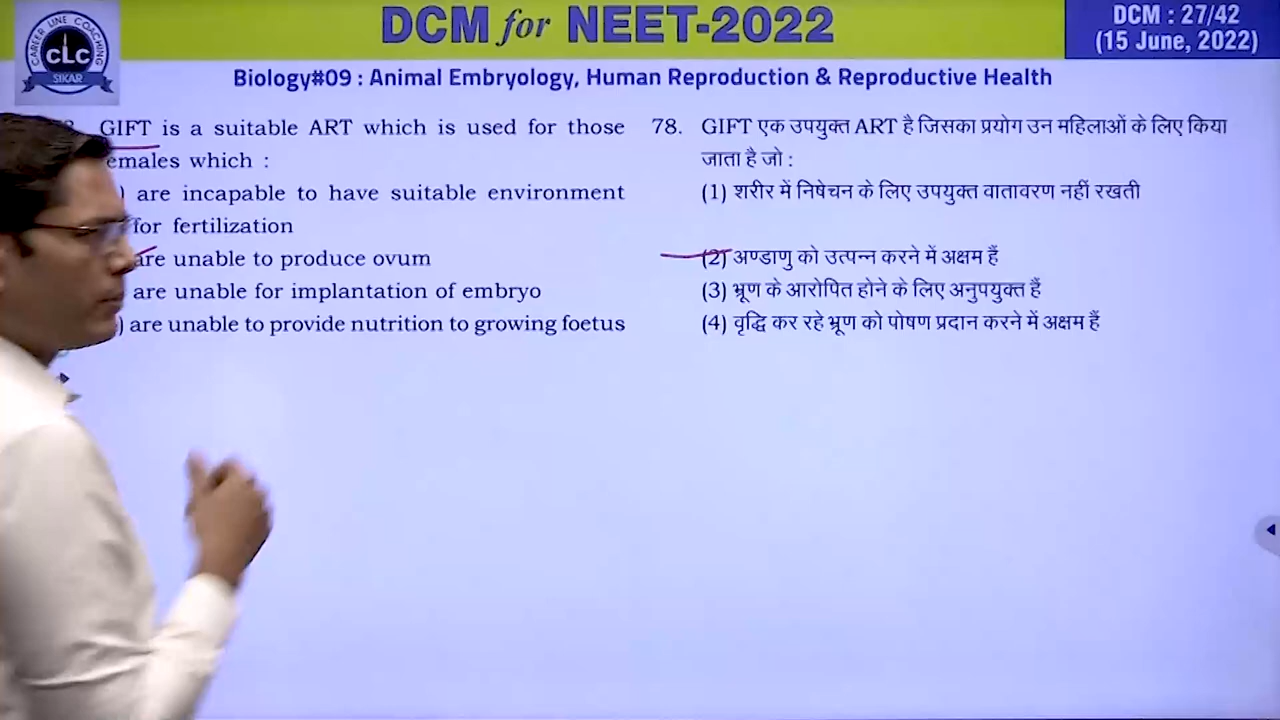 DCM for NEET-2022
DCM : 27/42
(15 June, 2022)
CAREER LINE COACHING
CLC
SIKAR
Biology#09 : Animal Embryology, Human Reproduction & Reproductive Health
GIFT is a suitable ART which is used for those
emales which :
) are incapable to have suitable environment
for fertilization
are unable to produce ovum
are unable for implantation of embryo
) are unable to provide nutrition to growing foetus
78. GIFT एक उपयुक्त ART है जिसका प्रयोग उन महिलाओं के लिए किया
जाता है जो :
(1) शरीर में निषेचन के लिए उपयुक्त वातावरण नहीं रखती
(2) अण्डाणु को उत्पन्न करने में अक्षम हैं
(3) भ्रूण के आरोपित होने के लिए अनुपयुक्त हैं
(4) वृद्धि कर रहे भ्रूण को पोषण प्रदान करने में अक्षम हैं